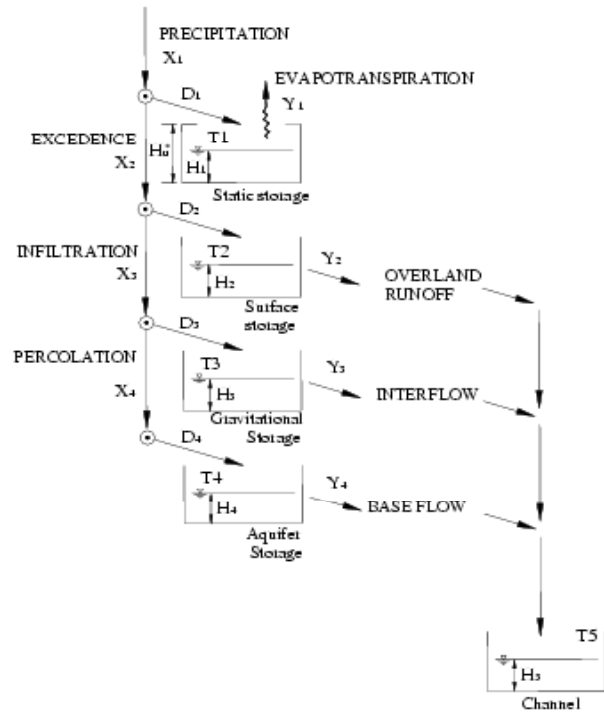 PRECIPITATION
X1
EVAPOTRANSPIRATION
D1
Y1
EXCEDENCE
X2
T1
H1
Static storage
D2
INFILTRATION
X3
T2
H2
Y2
OVERLAND
RUNOFF
Surface
storage
D3
PERCOLATION
X4
T3
H3
Y3
INTERFLOW
Gravitational
Storage
D4
T4
H4
Y4
BASE FLOW
Aquifer
Storage
T5
Channel